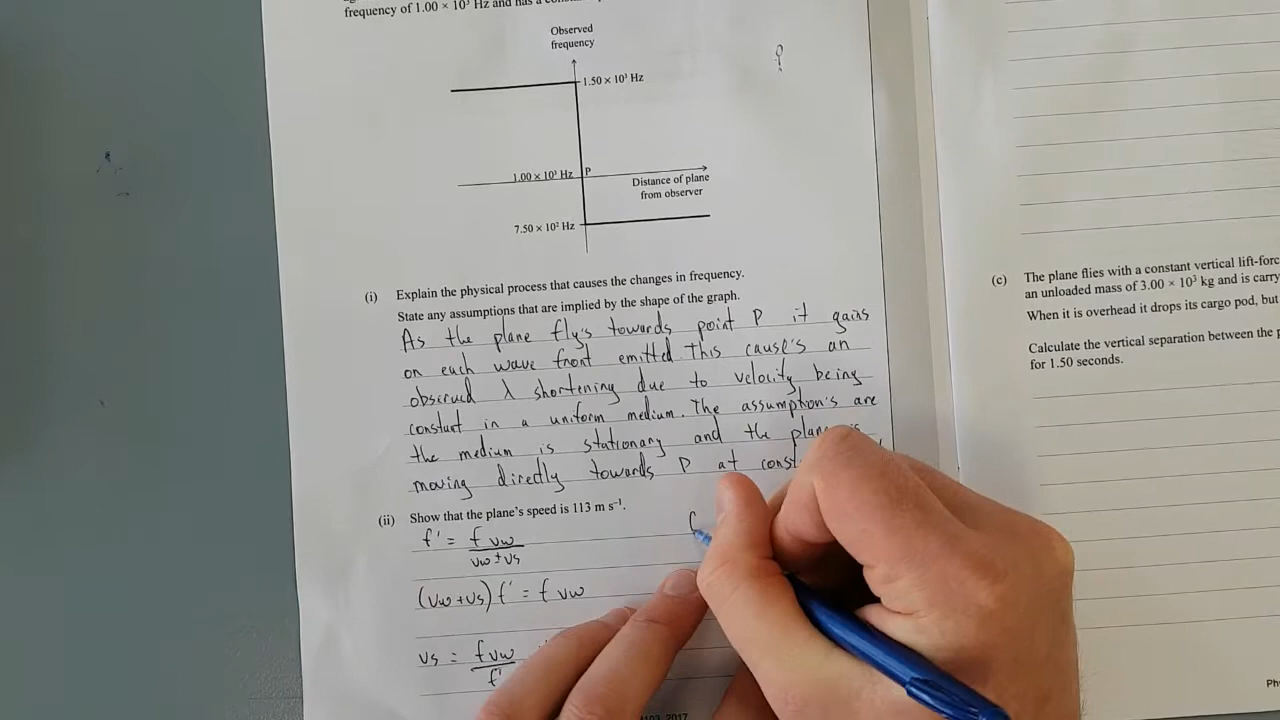 frequency of 1.00 × 10³ Hz and has a
Observed
frequency
1.50 × 10³ Hz
1.00 × 10³ Hz
P
Distance of plane
from observer
7.50 × 10² Hz
(i) Explain the physical process that causes the changes in frequency.
State any assumptions that are implied by the shape of the graph.
As the plane fly's towards point P it gains
on each wave front emitted This cause's an
observed λ shortening due to velocity being
constant in a uniform medium. The assumption's are
the medium is stationary and the plane is
moving directly towards P at
(ii) Show that the plane's speed is 113 m s⁻¹.
f' = f vw
vw ± vs
(vw + vs) f' = f vw
vs = f vw
f'
2017
(c) The plane flies with a constant vertical
an unloaded mass of 3.00 × 10³ kg and is
When it is overhead it drops its cargo pod, but
Calculate the vertical separation between the
for 1.50 seconds.